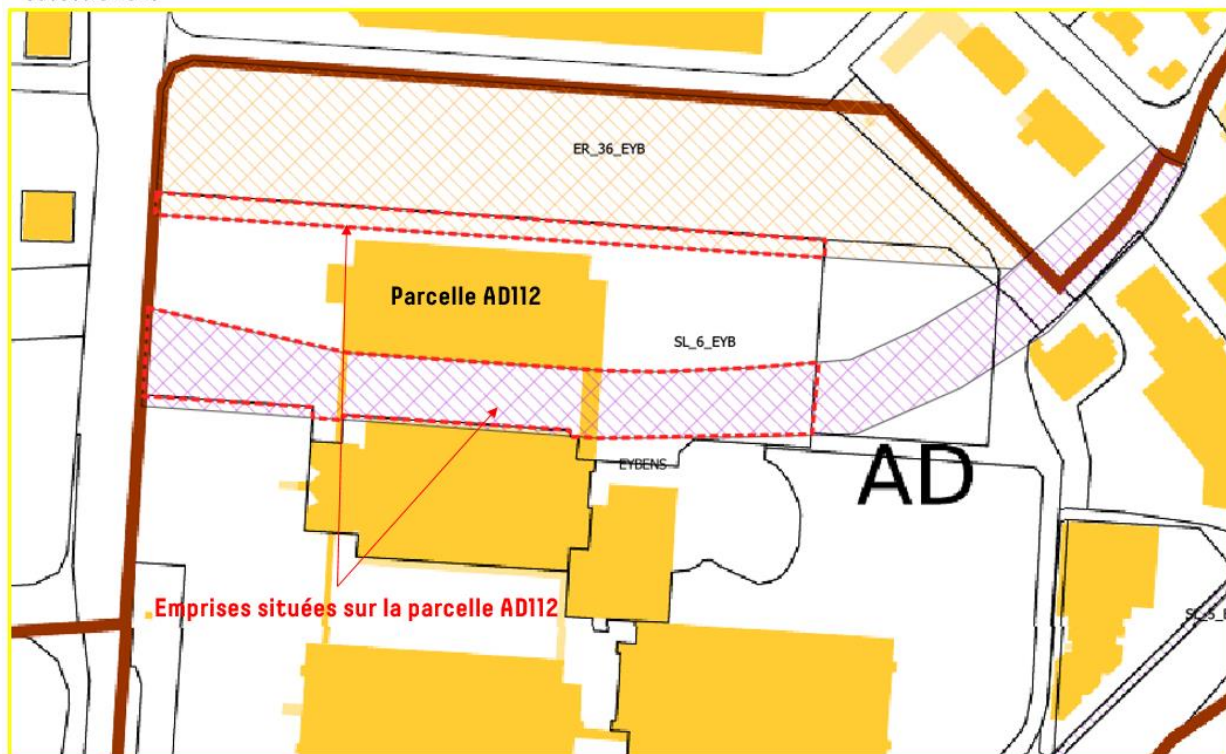 ER_36_EYB
Parcelle AD112
SL_6_EYB
AD
EYBENS
Emprises situées sur la parcelle AD112